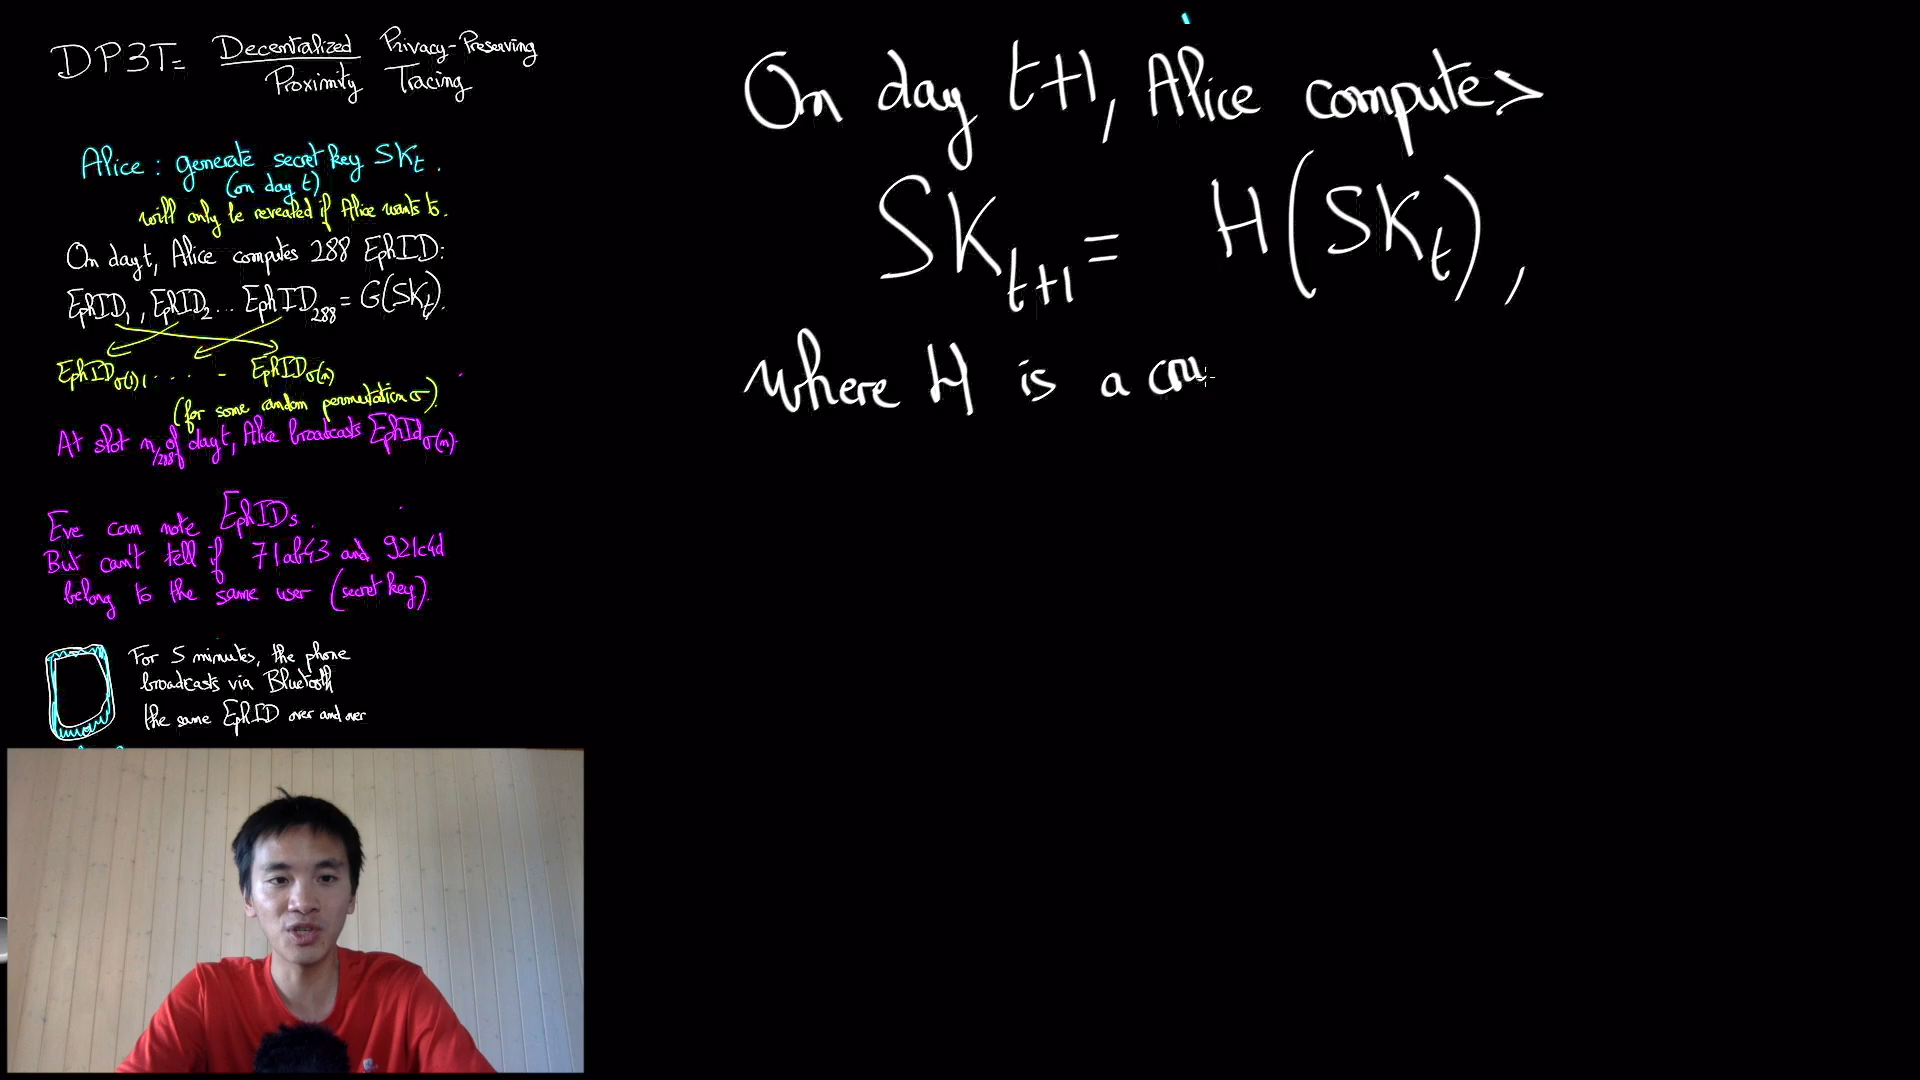 DP3T = Decentralized Privacy-Preserving
Proximity Tracing
Alice : generate secret key SK_t .
(on day t)
will only be revealed if Alice wants to.
On day t, Alice computes 288 EphID:
EphID_1 , EphID_2 ... EphID_288 = G(SK_t).
EphID_σ(1), . . . - EphID_σ(n)
(for some random permutation σ).
At slot n/288 of day t, Alice broadcasts EphId_σ(n).
Eve can note EphIDs .
But can't tell if 71ab43 and 921c4d
belong to the same user (secret key).
For 5 minutes, the phone
broadcasts via Bluetooth
the same EphID over and over
On day t+1, Alice computes
SK_t+1 = H(SK_t) ,
where H is a cru